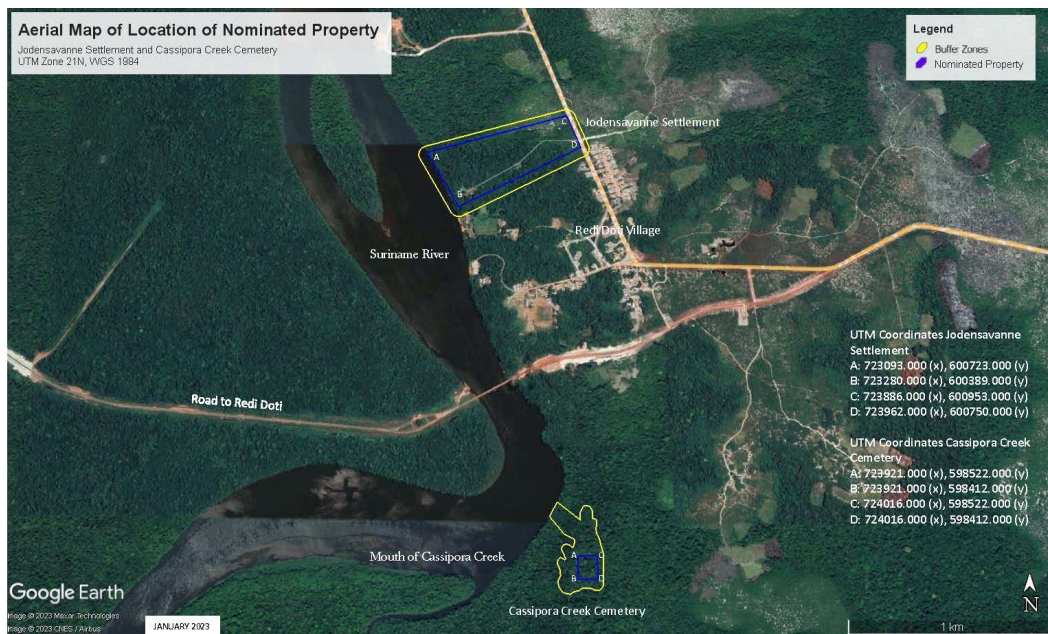 Aerial Map of Location of Nominated Property
Jodensavanne Settlement and Cassipora Creek Cemetery
UTM Zone 21N, WGS 1984
Legend
Buffer Zones
Nominated Property
C
Jodensavanne Settlement
A
D
B
Redi Doti Village
Suriname River
UTM Coordinates Jodensavanne
Settlement
A: 723093.000 (x), 600723.000 (y)
B: 723280.000 (x), 600389.000 (y)
C: 723886.000 (x), 600953.000 (y)
D: 723962.000 (x), 600750.000 (y)
Road to Redi Doti
UTM Coordinates Cassipora Creek
Cemetery
A: 723921.000 (x), 598522.000 (y)
B: 723921.000 (x), 598412.000 (y)
C: 724016.000 (x), 598522.000 (y)
D: 724016.000 (x), 598412.000 (y)
Mouth of Cassipora Creek
A C
B D
Google Earth
Cassipora Creek Cemetery
Image © 2023 Maxar Technologies
Image © 2023 CNES / Airbus
JANUARY 2023
N
1 km